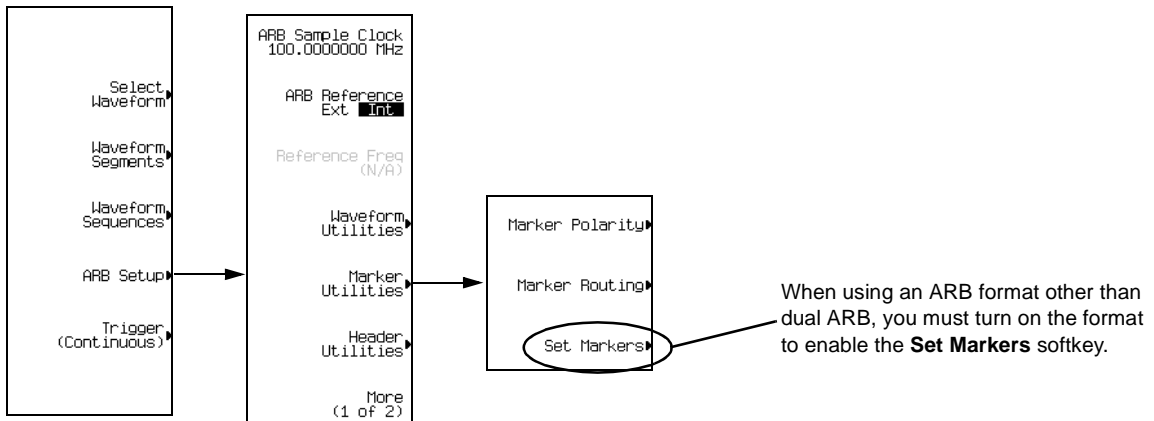 Select
Waveform
Waveform
Segments
Waveform
Sequences
ARB Setup
Trigger
(Continuous)
ARB Sample Clock
100.0000000 MHz
ARB Reference
Ext Int
Reference Freq
(N/A)
Waveform
Utilities
Marker
Utilities
Header
Utilities
More
(1 of 2)
Marker Polarity
Marker Routing
Set Markers
When using an ARB format other than
dual ARB, you must turn on the format
to enable the Set Markers softkey.